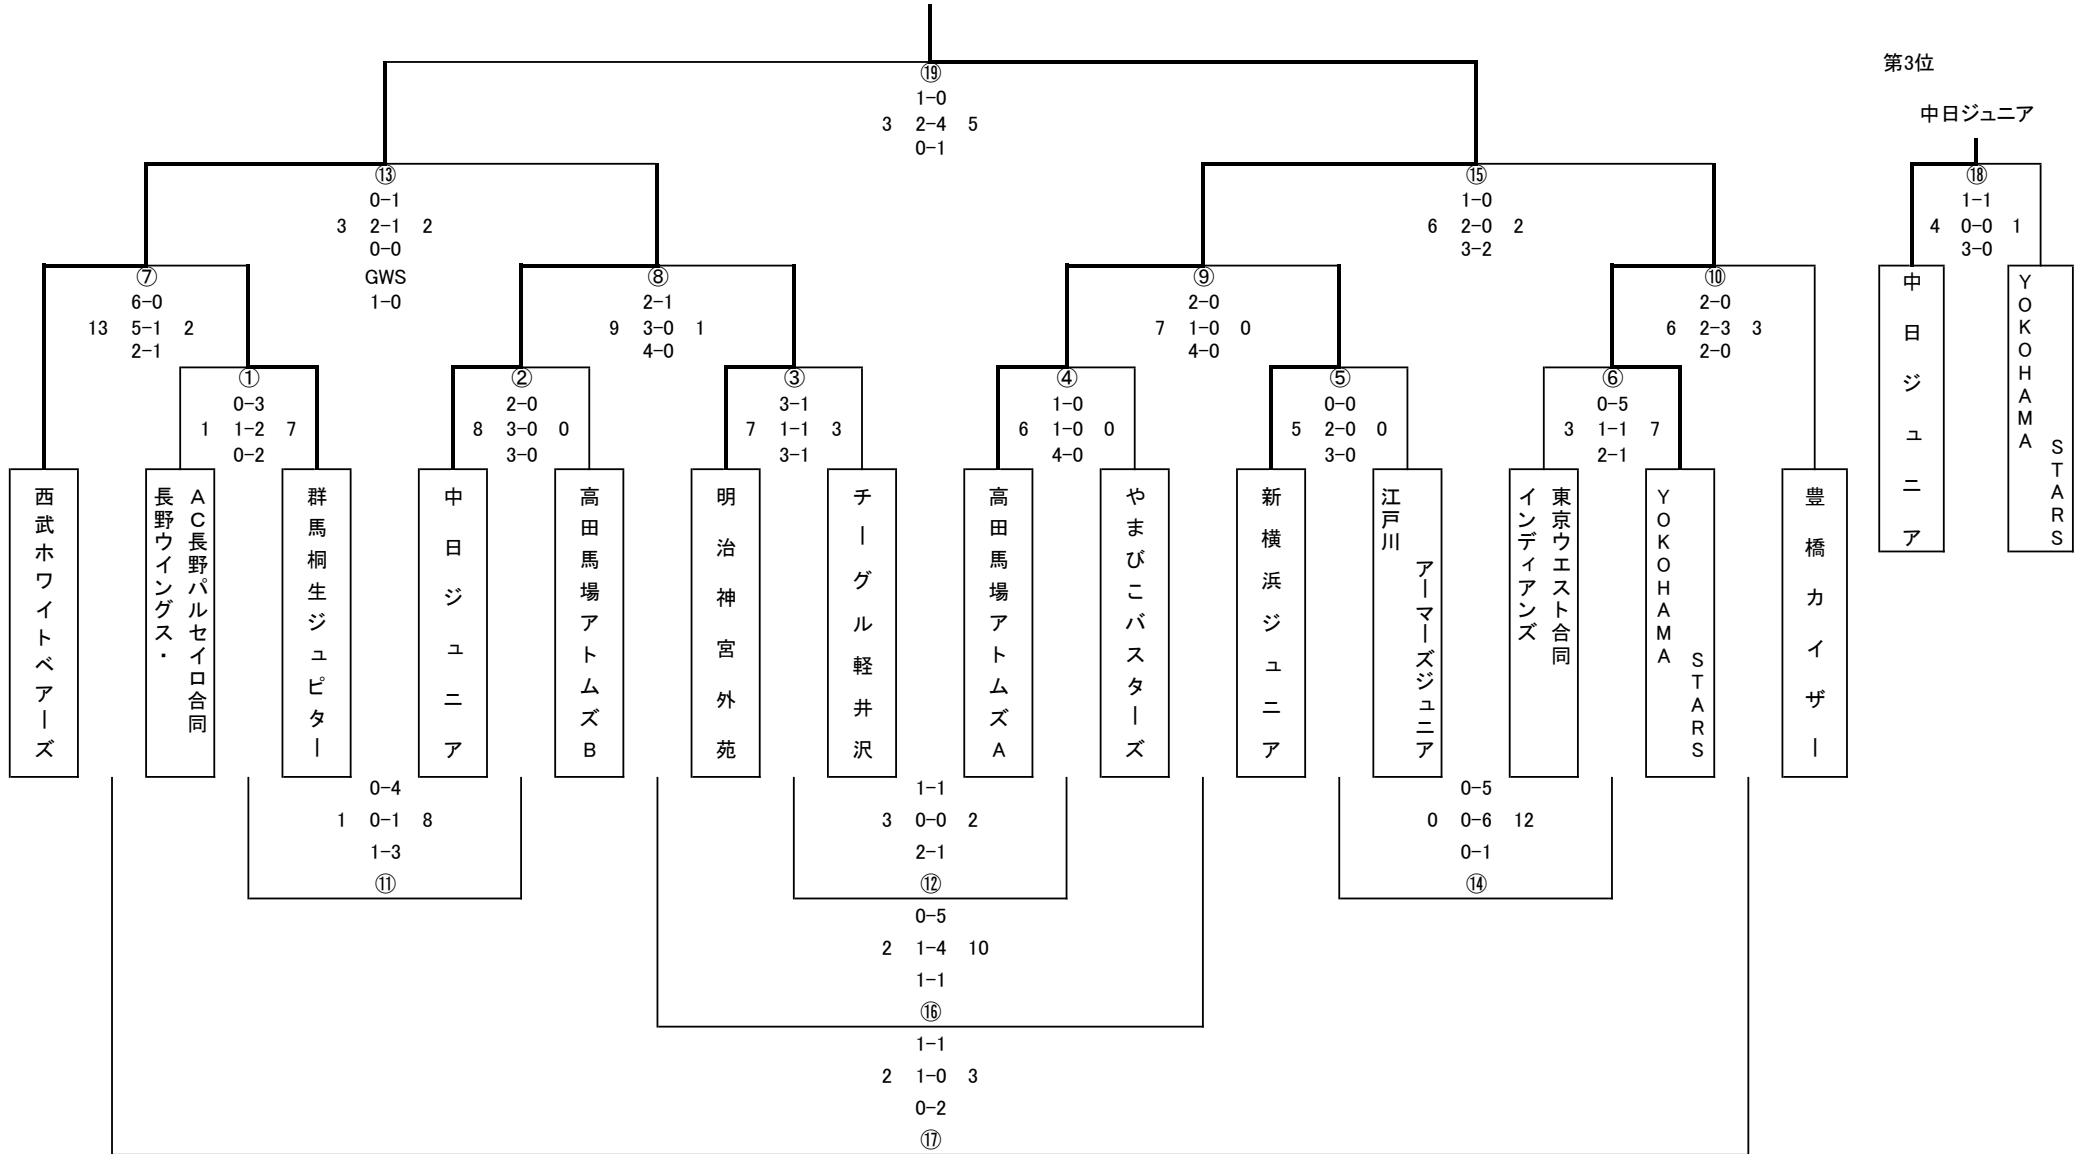 第3位
⑲
1-0
3 2-4 5
0-1
中日ジュニア
⑬
0-1
3 2-1 2
0-0
GWS
1-0
⑮
1-0
6 2-0 2
3-2
⑱
1-1
4 0-0 1
3-0
⑦
6-0
13 5-1 2
2-1
⑧
2-1
9 3-0 1
4-0
⑨
2-0
7 1-0 0
4-0
⑩
2-0
6 2-3 3
2-0
中日ジュニア
YOKOHAMA
STARS
①
0-3
1 1-2 7
0-2
②
2-0
8 3-0 0
3-0
③
3-1
7 1-1 3
3-1
④
1-0
6 1-0 0
4-0
⑤
0-0
5 2-0 0
3-0
⑥
0-5
3 1-1 7
2-1
西武ホワイトベアーズ
長野ウイングス・
AC長野パルセイロ合同
群馬桐生ジュピター
中日ジュニア
高田馬場アトムズB
明治神宮外苑
チーグル軽井沢
高田馬場アトムズA
やまびこバスターズ
新横浜ジュニア
江戸川
アーマーズジュニア
東京ウエスト合同
インディアンズ
YOKOHAMA
STARS
豊橋カイザー
0-4
1 0-1 8
1-3
⑪
1-1
3 0-0 2
2-1
⑫
0-5
0 0-6 12
0-1
⑭
0-5
2 1-4 10
1-1
⑯
1-1
2 1-0 3
0-2
⑰